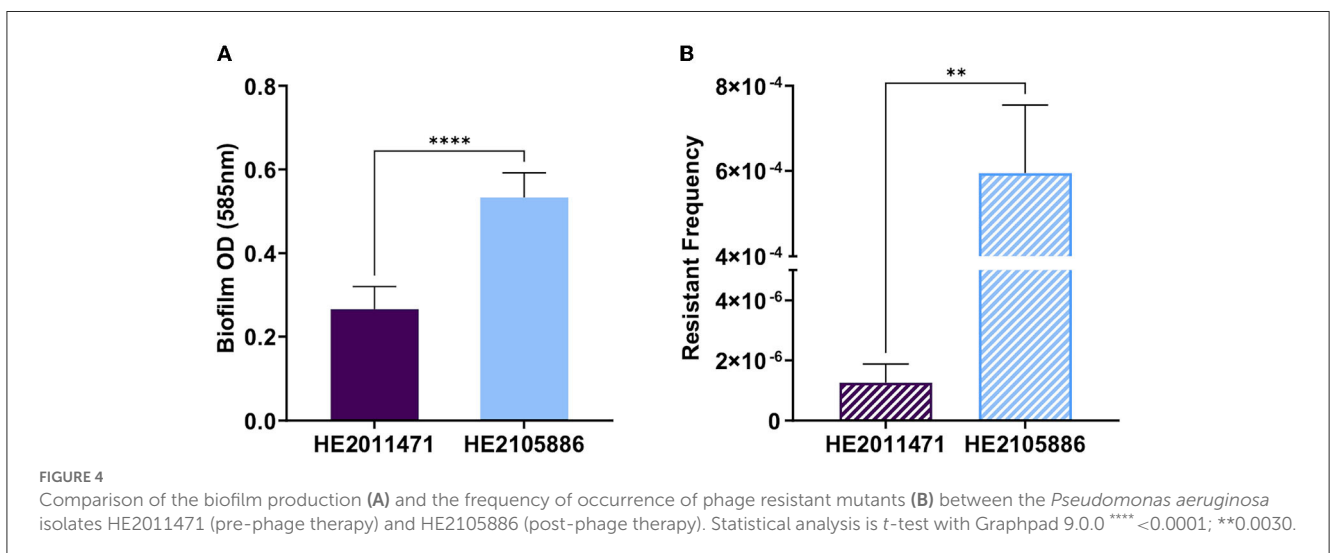 A
Biofilm OD (585nm)
0.8
0.6
0.4
0.2
0.0
****
HE2011471 HE2105886
B
Resistant Frequency
8×10⁻⁴
6×10⁻⁴
4×10⁻⁴
4×10⁻⁶
2×10⁻⁶
0
**
HE2011471 HE2105886
FIGURE 4
Comparison of the biofilm production (A) and the frequency of occurrence of phage resistant mutants (B) between the Pseudomonas aeruginosa
isolates HE2011471 (pre-phage therapy) and HE2105886 (post-phage therapy). Statistical analysis is t-test with Graphpad 9.0.0 ****<0.0001; **0.0030.